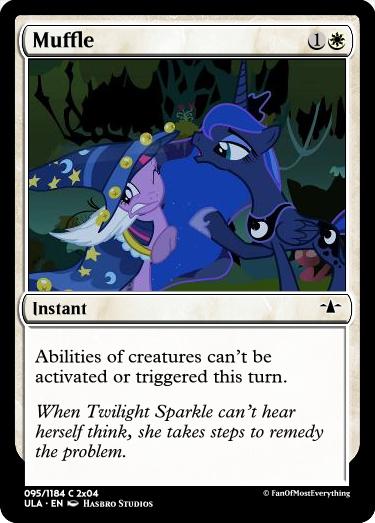 Muffle 1
Instant
Abilities of creatures can't be
activated or triggered this turn.
When Twilight Sparkle can't hear
herself think, she takes steps to remedy
the problem.
095/1184 C 2x04
ULA • EN Hasbro Studios © FanOfMostEverything